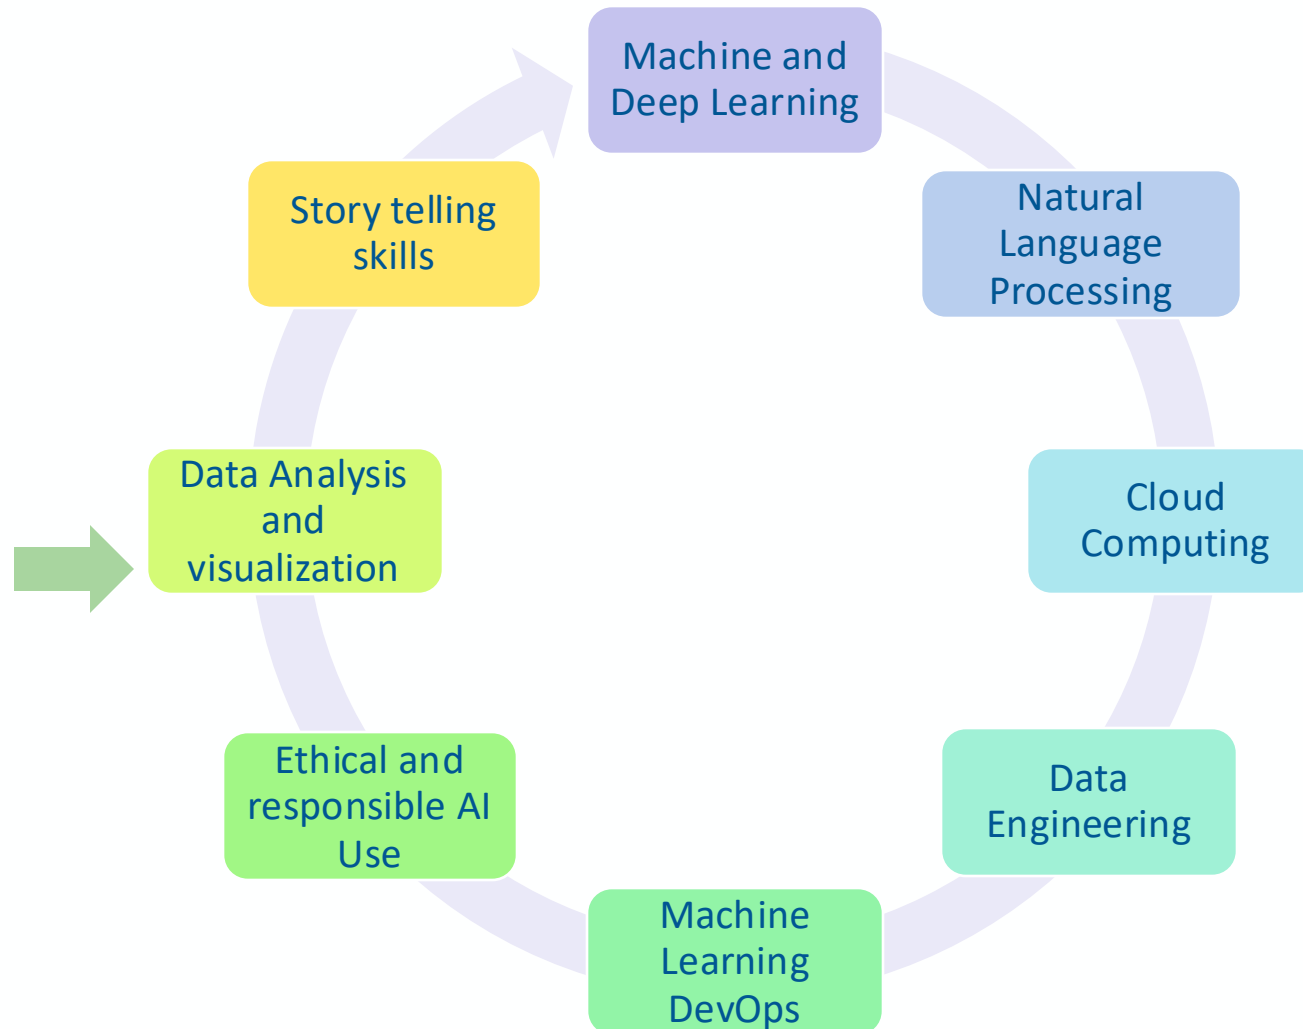 Machine and
Deep Learning
Natural
Language
Processing
Cloud
Computing
Data
Engineering
Machine
Learning
DevOps
Ethical and
responsible AI
Use
Data Analysis
and
visualization
Story telling
skills